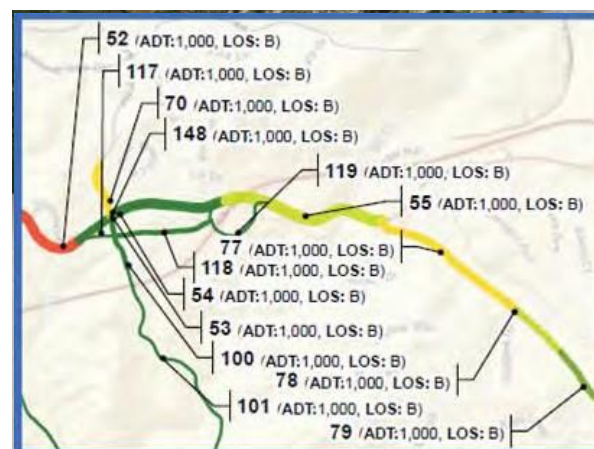 52 (ADT:1,000, LOS: B)
117 (ADT:1,000, LOS: B)
70 (ADT:1,000, LOS: B)
148 (ADT:1,000, LOS: B)
119 (ADT:1,000, LOS: B)
55 (ADT:1,000, LOS: B)
77 (ADT:1,000, LOS: B)
118 (ADT:1,000, LOS: B)
54 (ADT:1,000, LOS: B)
53 (ADT:1,000, LOS: B)
100 (ADT:1,000, LOS: B)
78 (ADT:1,000, LOS: B)
101 (ADT:1,000, LOS: B)
79 (ADT:1,000, LOS: B)